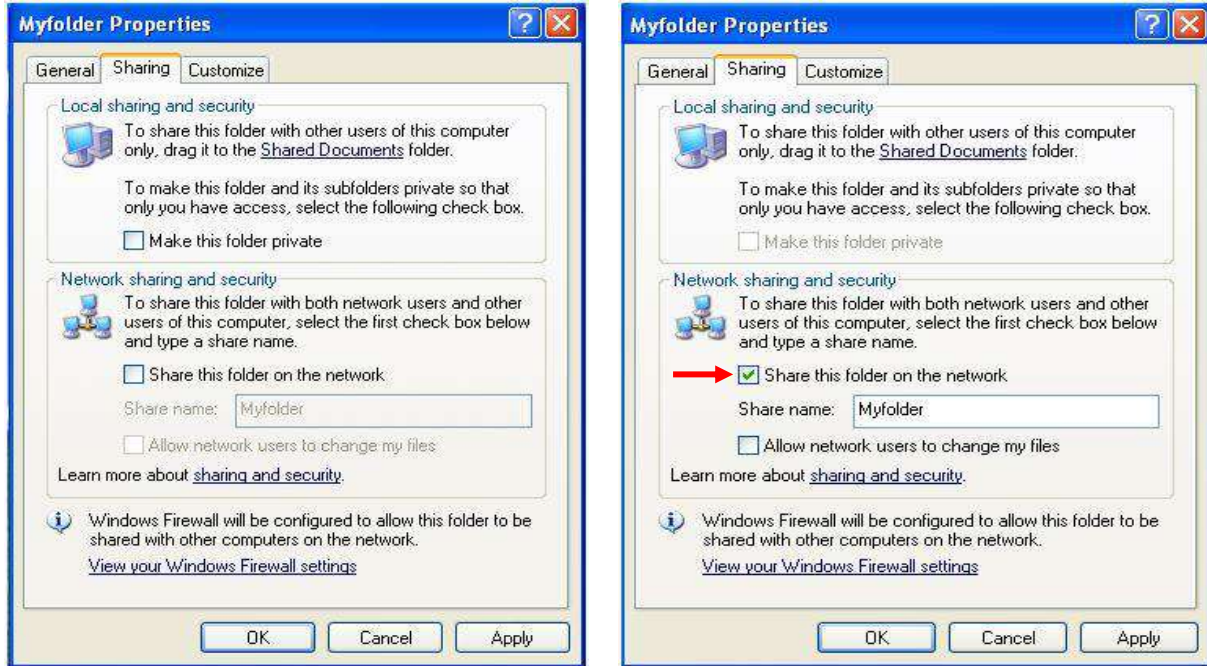 Myfolder Properties
General Sharing Customize
Local sharing and security
To share this folder with other users of this computer
only, drag it to the Shared Documents folder.
To make this folder and its subfolders private so that
only you have access, select the following check box.
Make this folder private
Network sharing and security
To share this folder with both network users and other
users of this computer, select the first check box below
and type a share name.
Share this folder on the network
Share name: Myfolder
Allow network users to change my files
Learn more about sharing and security.
Windows Firewall will be configured to allow this folder to be
shared with other computers on the network.
View your Windows Firewall settings
OK Cancel Apply
Myfolder Properties
General Sharing Customize
Local sharing and security
To share this folder with other users of this computer
only, drag it to the Shared Documents folder.
To make this folder and its subfolders private so that
only you have access, select the following check box.
Make this folder private
Network sharing and security
To share this folder with both network users and other
users of this computer, select the first check box below
and type a share name.
Share this folder on the network
Share name: Myfolder
Allow network users to change my files
Learn more about sharing and security.
Windows Firewall will be configured to allow this folder to be
shared with other computers on the network.
View your Windows Firewall settings
OK Cancel Apply